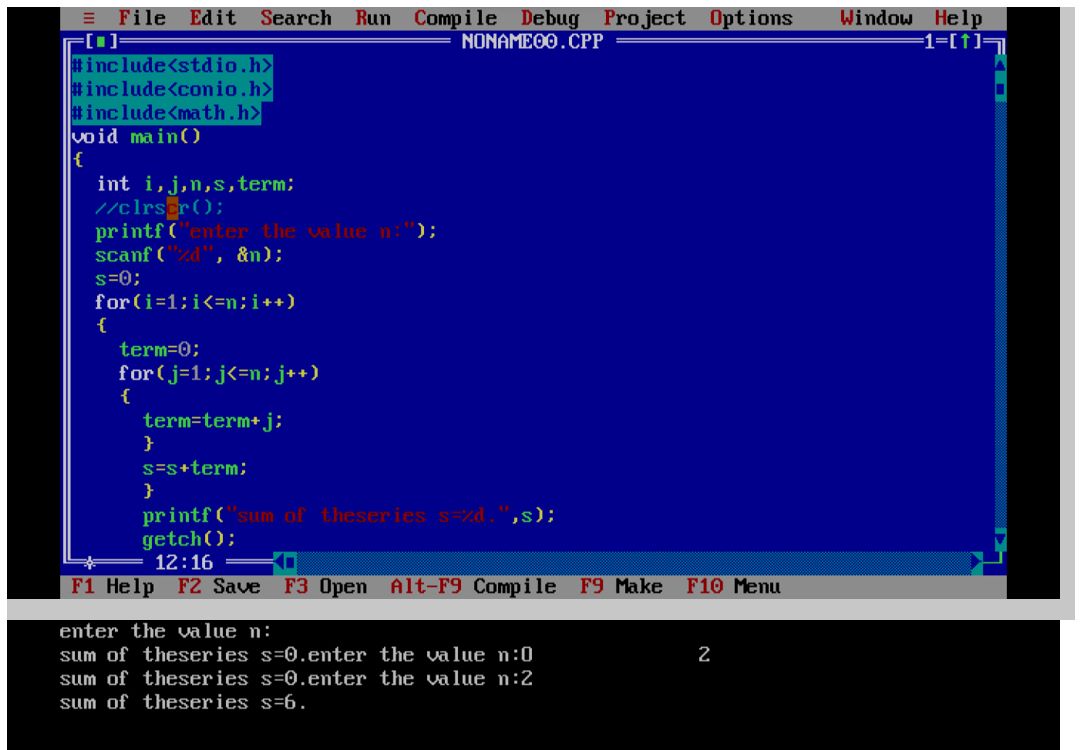 ≡ File Edit Search Run Compile Debug Project Options Window Help
[■] NONAME00.CPP 1=[↑]
#include<stdio.h>
#include<conio.h>
#include<math.h>
void main()
{
int i,j,n,s,term;
//clrscr();
printf("enter the value n:");
scanf("%d", &n);
s=0;
for(i=1;i<=n;i++)
{
term=0;
for(j=1;j<=n;j++)
{
term=term+j;
}
s=s+term;
}
printf("sum of theseries s=%d.",s);
getch();
12:16
F1 Help F2 Save F3 Open Alt-F9 Compile F9 Make F10 Menu
enter the value n:
sum of theseries s=0.enter the value n:O 2
sum of theseries s=0.enter the value n:2
sum of theseries s=6.